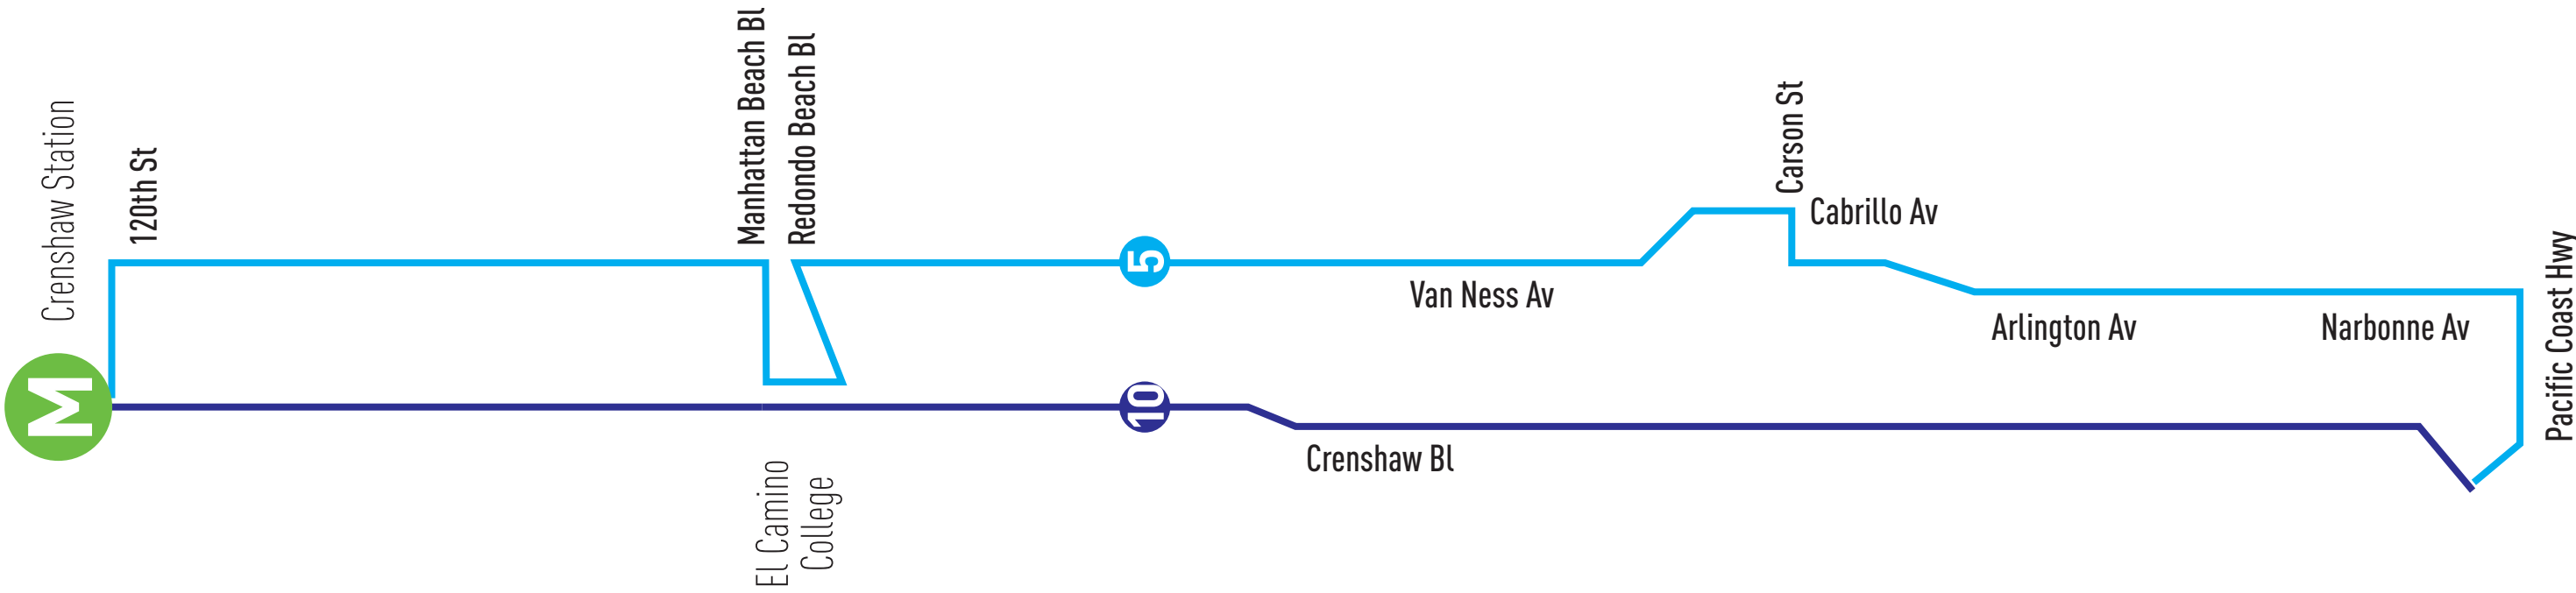 M
Crenshaw Station
120th St
Manhattan Beach Bl
Redondo Beach Bl
El Camino
College
5
10
Van Ness Av
Crenshaw Bl
Carson St
Cabrillo Av
Arlington Av
Narbonne Av
Pacific Coast Hwy